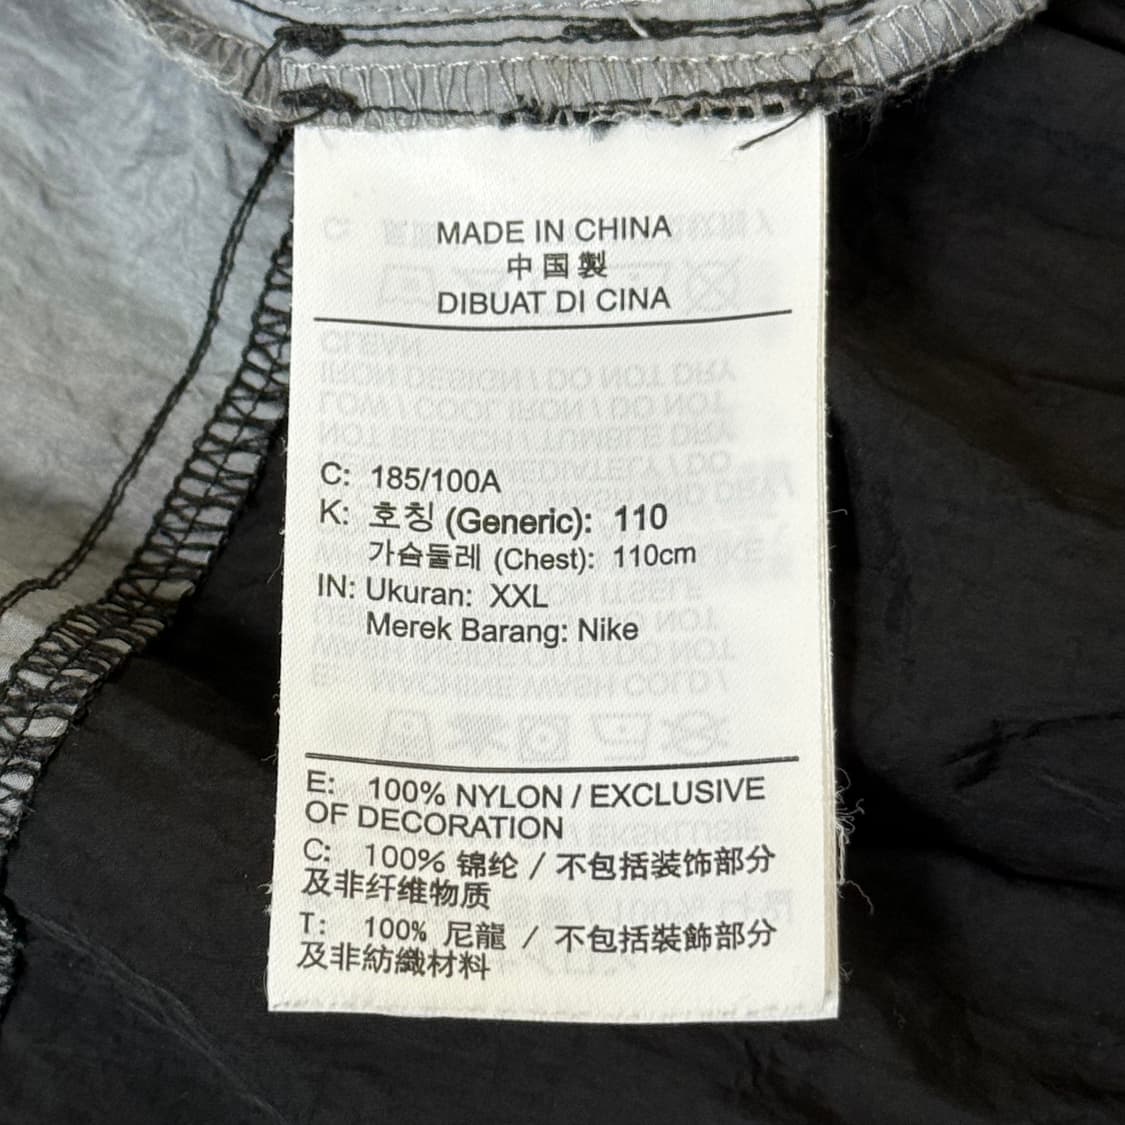 MADE IN CHINA
中国製
DIBUAT DI CINA
C: 185/100A
K: 호칭 (Generic): 110
가슴둘레 (Chest): 110cm
IN: Ukuran: XXL
Merek Barang: Nike
E: 100% NYLON / EXCLUSIVE
OF DECORATION
C: 100% 锦纶 / 不包括装饰部分
及非纤维物质
T: 100% 尼龍 / 不包括裝飾部分
及非紡織材料